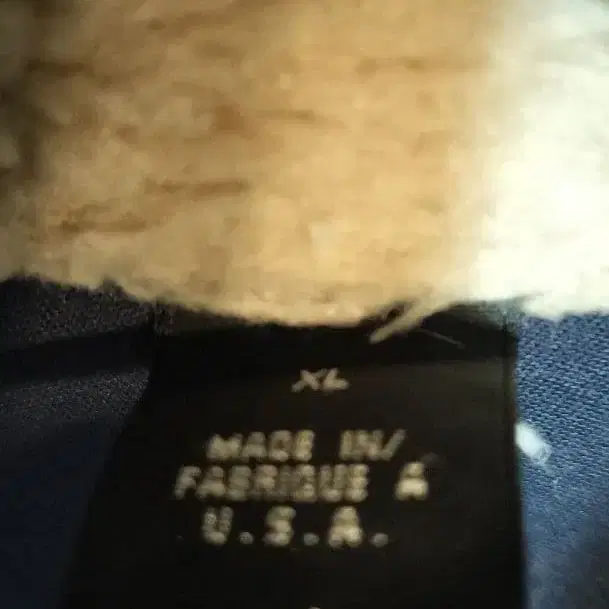 XL
MADE IN/
FABRIQUE A
U.S.A.